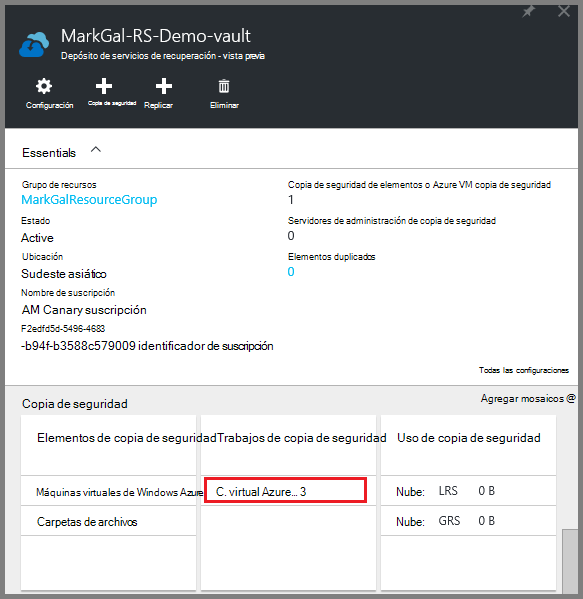 MarkGal-RS-Demo-vault
Depósito de servicios de recuperación - vista previa
Configuración Copia de seguridad Replicar Eliminar
Essentials
Grupo de recursos
MarkGalResourceGroup
Estado
Active
Ubicación
Sudeste asiático
Nombre de suscripción
AM Canary suscripción
F2edfd5d-5496-4683
-b94f-b3588c579009 identificador de suscripción
Copia de seguridad de elementos o Azure VM copia de seguridad
1
Servidores de administración de copia de seguridad
0
Elementos duplicados
0
Todas las configuraciones
Copia de seguridad
Agregar mosaicos @
Elementos de copia de seguridad Trabajos de copia de seguridad Uso de copia de seguridad
Máquinas virtuales de Windows Azure C. virtual Azure... 3 Nube: LRS 0 B
Carpetas de archivos Nube: GRS 0 B